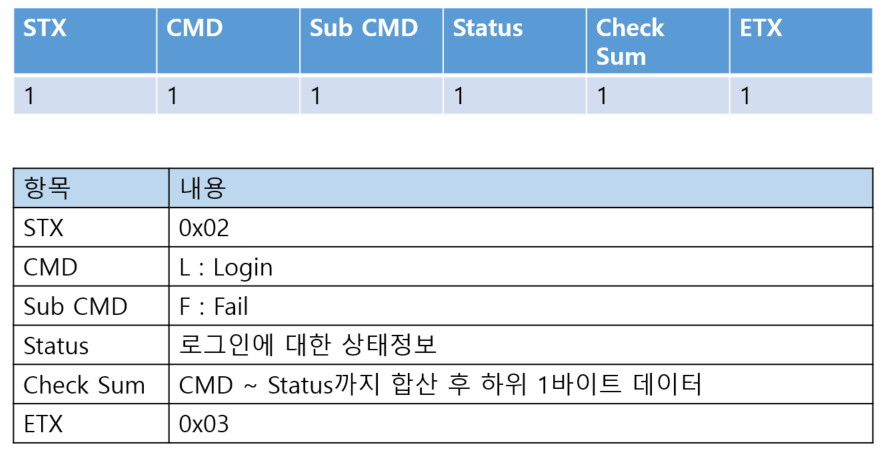 STX CMD Sub CMD Status Check Sum ETX
1 1 1 1 1 1
항목 내용
STX 0x02
CMD L : Login
Sub CMD F : Fail
Status 로그인에 대한 상태정보
Check Sum CMD ~ Status까지 합산 후 하위 1바이트 데이터
ETX 0x03